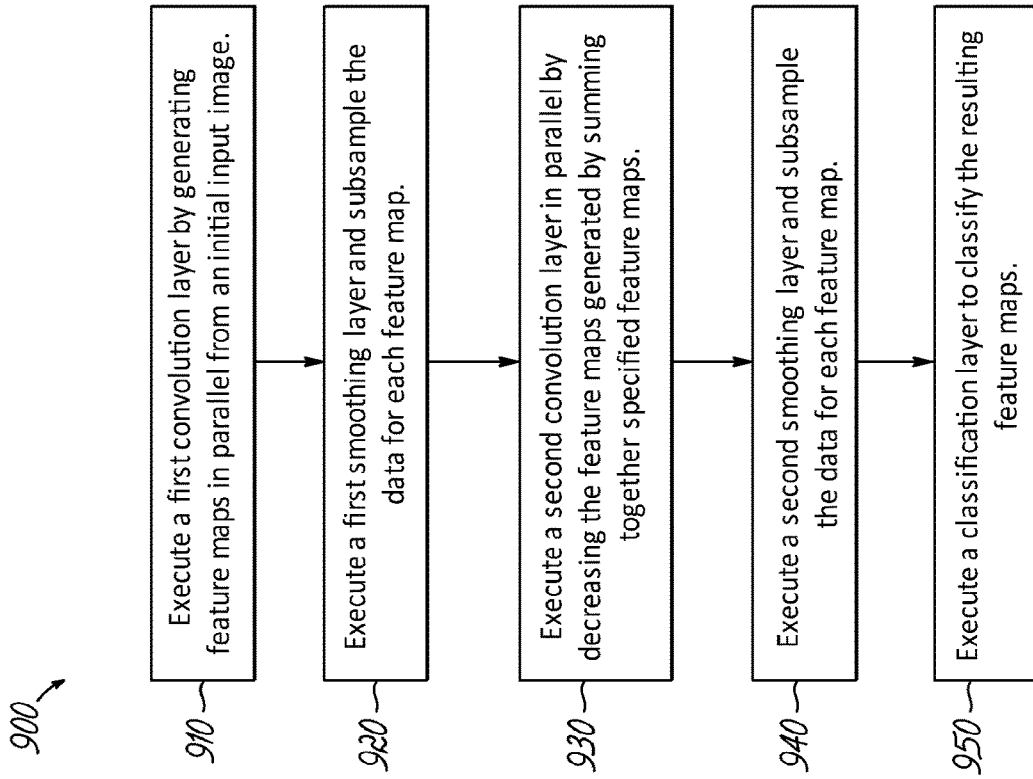 900
910
Execute a first convolution layer by generating
feature maps in parallel from an initial input image.
920
Execute a first smoothing layer and subsample the
data for each feature map.
930
Execute a second convolution layer in parallel by
decreasing the feature maps generated by summing
together specified feature maps.
940
Execute a second smoothing layer and subsample
the data for each feature map.
950
Execute a classification layer to classify the resulting
feature maps.